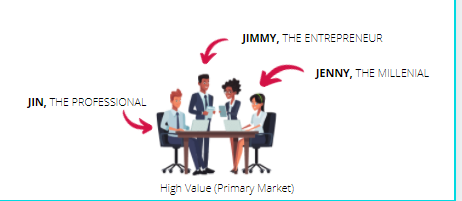 JIMMY, THE ENTREPRENEUR
JENNY, THE MILLENIAL
JIN, THE PROFESSIONAL
High Value (Primary Market)